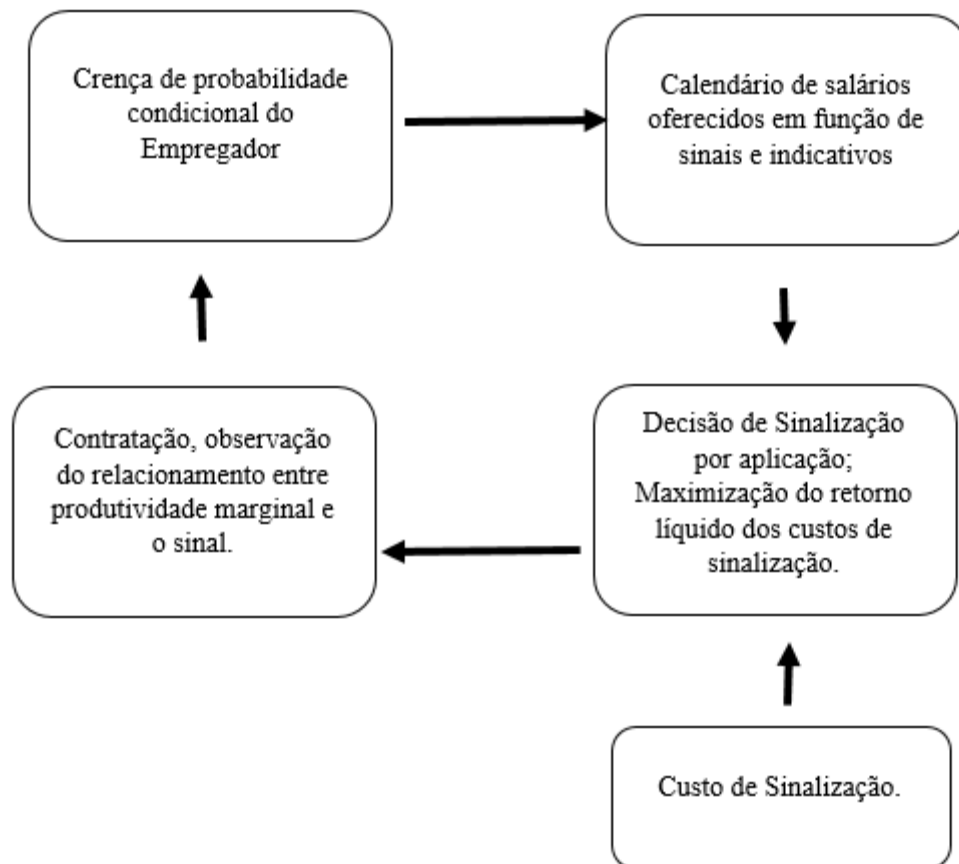 Crença de probabilidade
condicional do
Empregador
Calendário de salários
oferecidos em função de
sinais e indicativos
Contratação, observação
do relacionamento entre
produtividade marginal e
o sinal.
Decisão de Sinalização
por aplicação;
Maximização do retorno
líquido dos custos de
sinalização.
Custo de Sinalização.